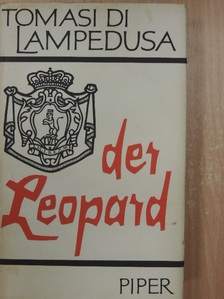 TOMASI DI
LAMPEDUSA
der
Leopard
PIPER